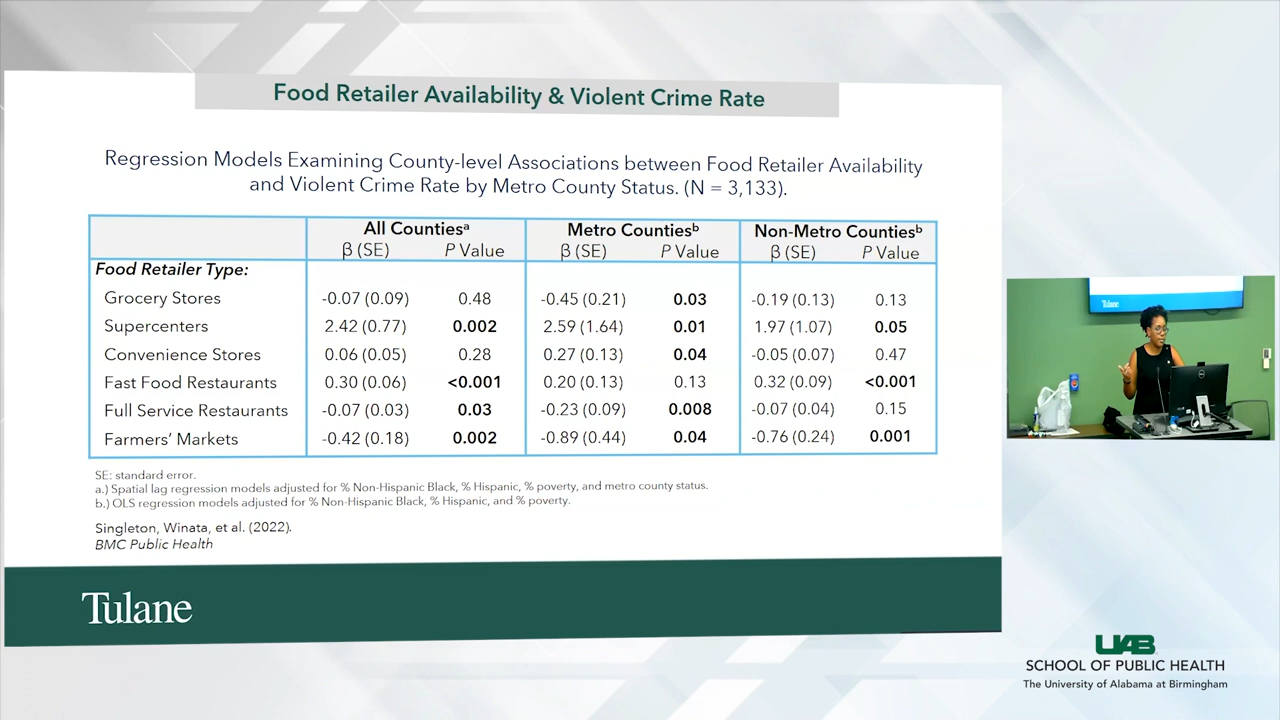 Food Retailer Availability & Violent Crime Rate
Regression Models Examining County-level Associations between Food Retailer Availability
and Violent Crime Rate by Metro County Status. (N = 3,133).
All Countiesᵃ Metro Countiesᵇ Non-Metro Countiesᵇ
β (SE) P Value β (SE) P Value β (SE) P Value
Food Retailer Type:
Grocery Stores -0.07 (0.09) 0.48 -0.45 (0.21) 0.03 -0.19 (0.13) 0.13
Supercenters 2.42 (0.77) 0.002 2.59 (1.64) 0.01 1.97 (1.07) 0.05
Convenience Stores 0.06 (0.05) 0.28 0.27 (0.13) 0.04 -0.05 (0.07) 0.47
Fast Food Restaurants 0.30 (0.06) <0.001 0.20 (0.13) 0.13 0.32 (0.09) <0.001
Full Service Restaurants -0.07 (0.03) 0.03 -0.23 (0.09) 0.008 -0.07 (0.04) 0.15
Farmers' Markets -0.42 (0.18) 0.002 -0.89 (0.44) 0.04 -0.76 (0.24) 0.001
SE: standard error.
a.) Spatial lag regression models adjusted for % Non-Hispanic Black, % Hispanic, % poverty, and metro county status.
b.) OLS regression models adjusted for % Non-Hispanic Black, % Hispanic, and % poverty.
Singleton, Winata, et al. (2022).
BMC Public Health
Tulane
Tulane
UAB
SCHOOL OF PUBLIC HEALTH
The University of Alabama at Birmingham